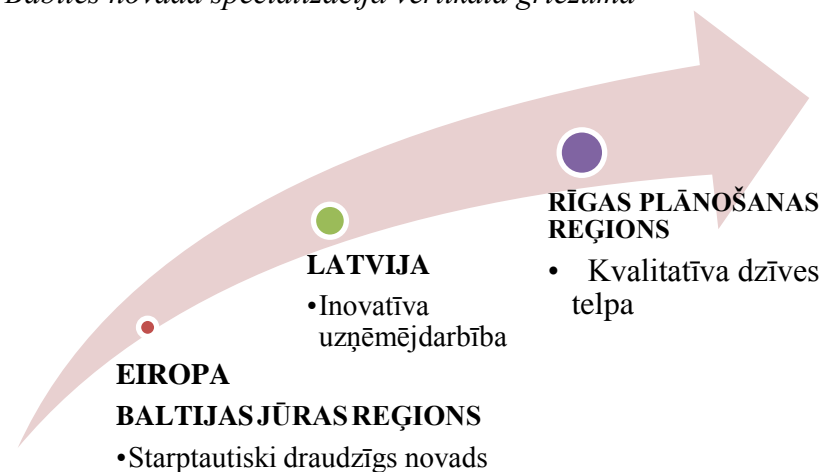 Babītes novada specializācija vertikālā griezumā
RĪGAS PLĀNOŠANAS
REĢIONS
• Kvalitatīva dzīves
telpa
LATVIJA
•Inovatīva
uzņēmējdarbība
EIROPA
BALTIJAS JŪRAS REĢIONS
•Starptautiski draudzīgs novads